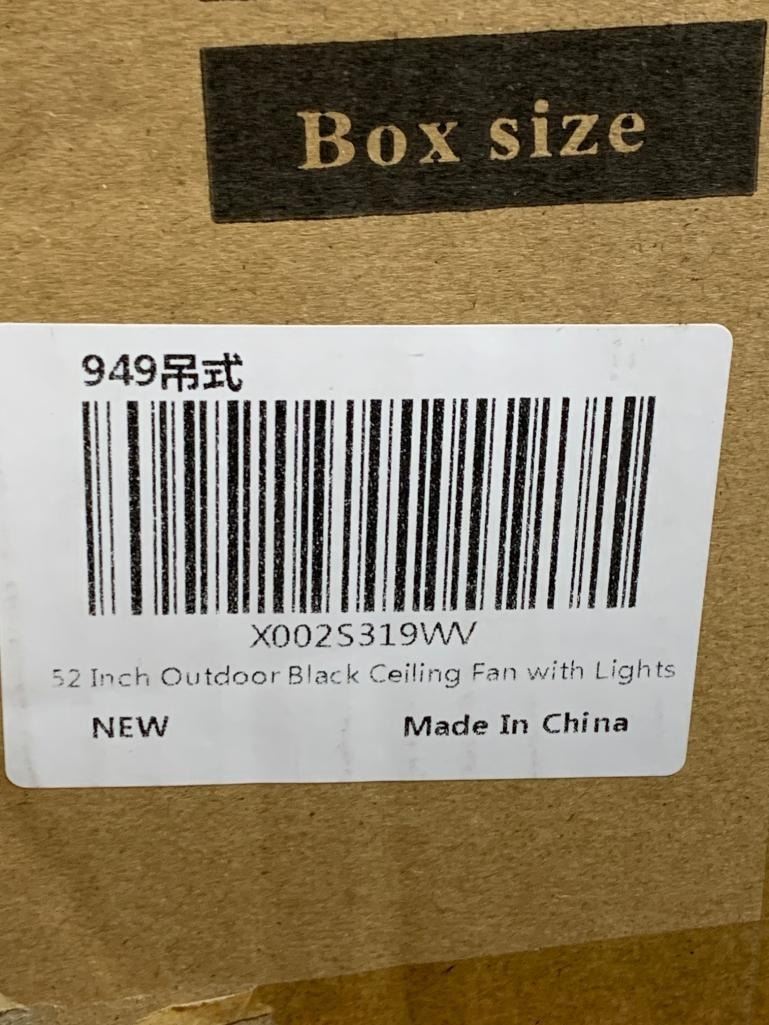 Box size
949吊式
X002S319WV
52 Inch Outdoor Black Ceiling Fan with Lights
NEW
Made In China